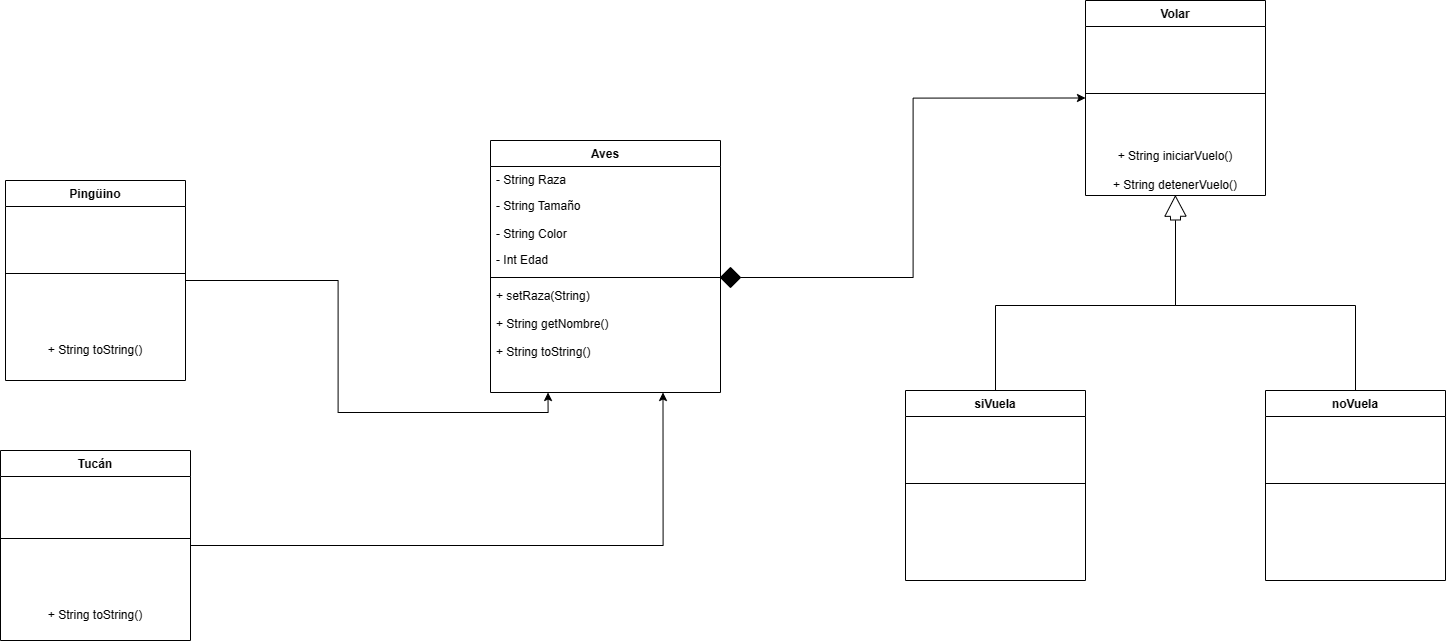 Volar
+ String iniciarVuelo()
+ String detenerVuelo()
Aves
- String Raza
- String Tamaño
- String Color
- Int Edad
+ setRaza(String)
+ String getNombre()
+ String toString()
Pingüino
+ String toString()
Tucán
+ String toString()
siVuela
noVuela